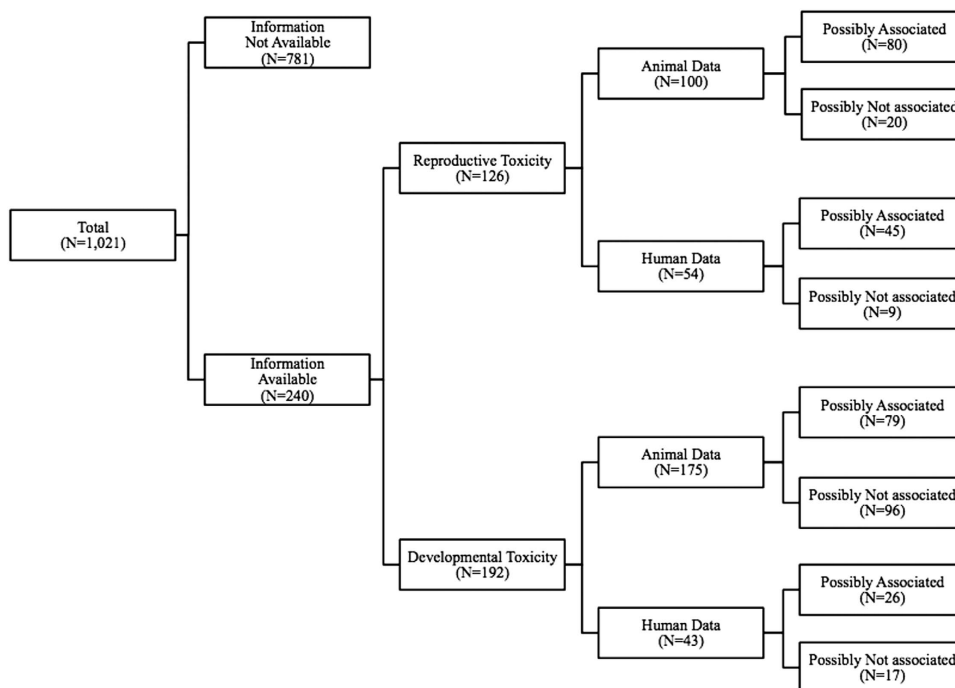 Information
Not Available
(N=781)
Possibly Associated
(N=80)
Animal Data
(N=100)
Possibly Not associated
(N=20)
Reproductive Toxicity
(N=126)
Total
(N=1,021)
Possibly Associated
(N=45)
Human Data
(N=54)
Possibly Not associated
(N=9)
Information
Available
(N=240)
Possibly Associated
(N=79)
Animal Data
(N=175)
Possibly Not associated
(N=96)
Developmental Toxicity
(N=192)
Possibly Associated
(N=26)
Human Data
(N=43)
Possibly Not associated
(N=17)